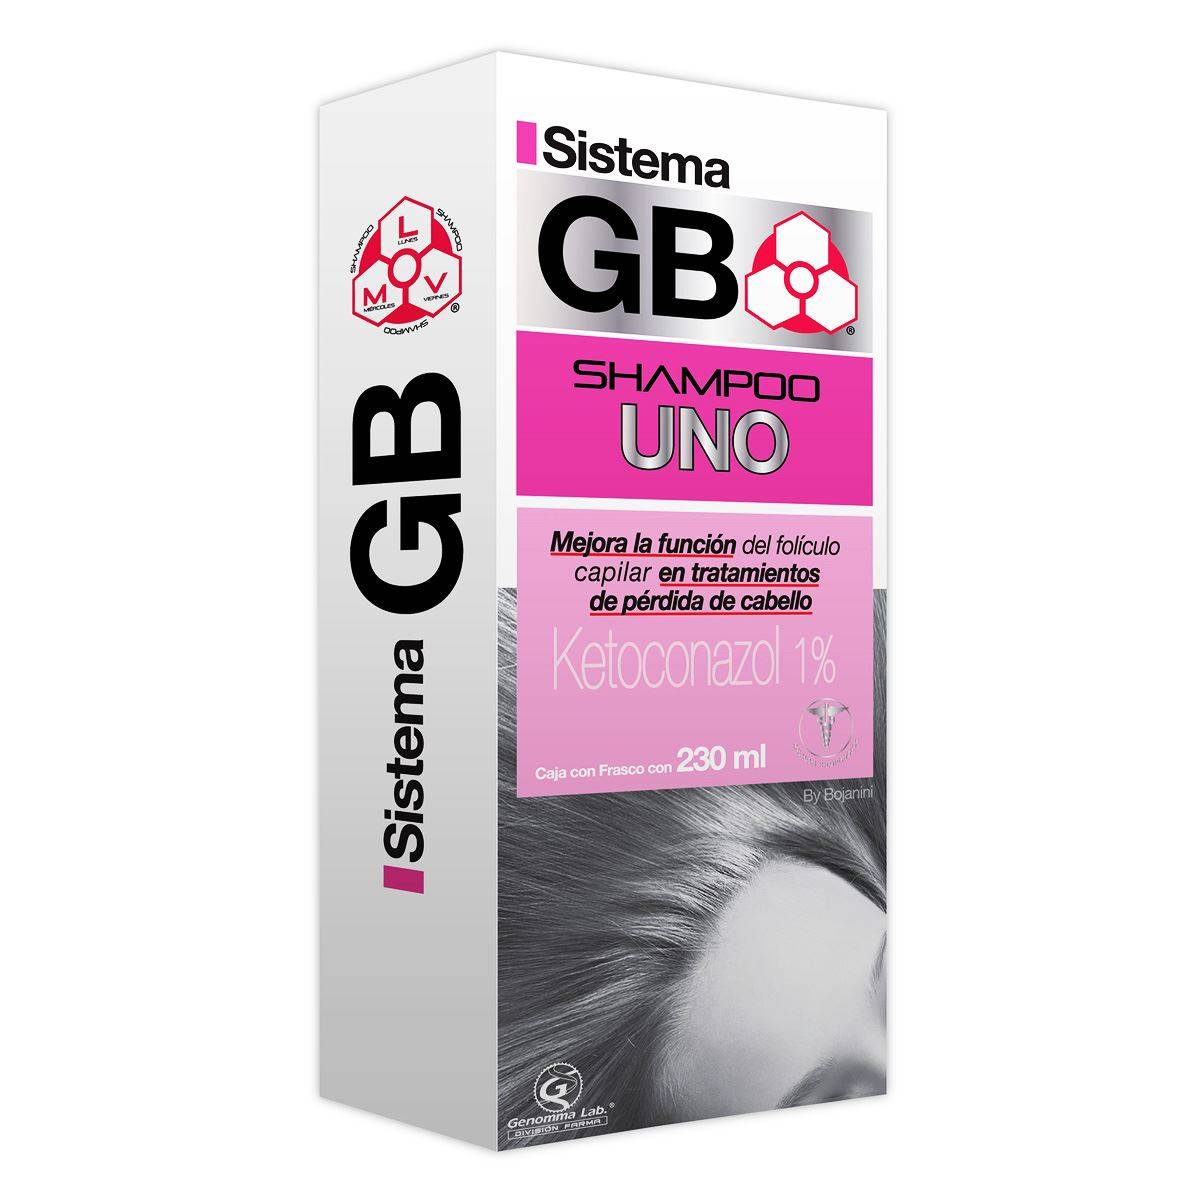 SHAMPOO
SHAMPOO
L
LUNES
M
MIÉRCOLES
V
VIERNES
SHAMPOO
®
Sistema GB
Sistema
GB
®
SHAMPOO
UNO
Mejora la función del folículo
capilar en tratamientos
de pérdida de cabello
Ketoconazol 1%
Caja con Frasco con 230 ml
By Bojanini
G
Genomma Lab.®
DIVISIÓN FARMA